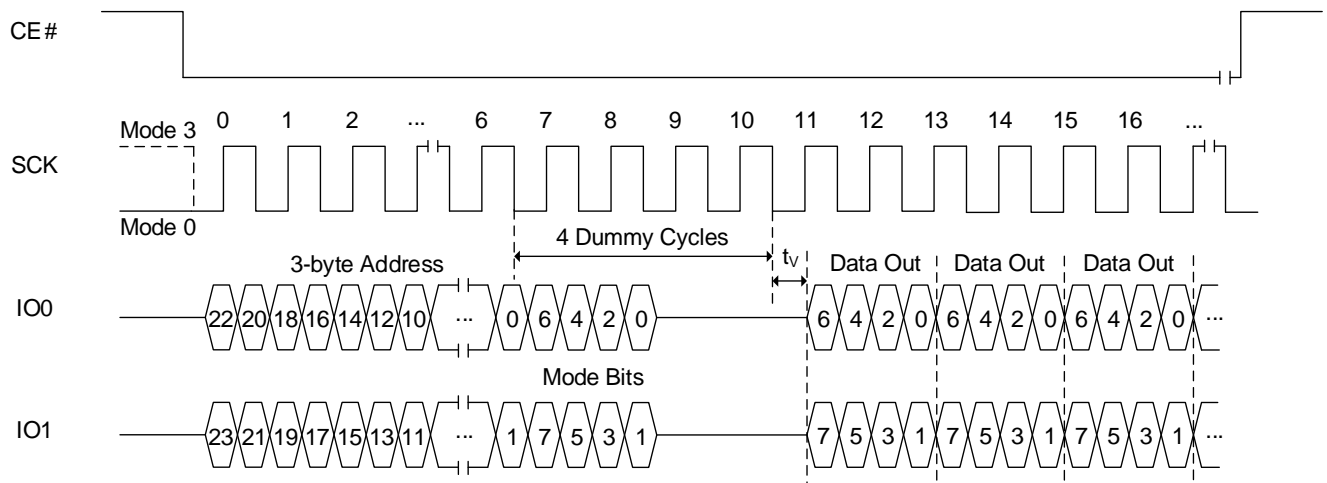 CE#
0 1 2 ... 6 7 8 9 10 11 12 13 14 15 16 ...
Mode 3
SCK
Mode 0
4 Dummy Cycles
3-byte Address
tV
Data Out Data Out Data Out
IO0
22 20 18 16 14 12 10 ... 0 6 4 2 0 6 4 2 0 6 4 2 0 6 4 2 0 ...
Mode Bits
IO1
23 21 19 17 15 13 11 ... 1 7 5 3 1 7 5 3 1 7 5 3 1 7 5 3 1 ...